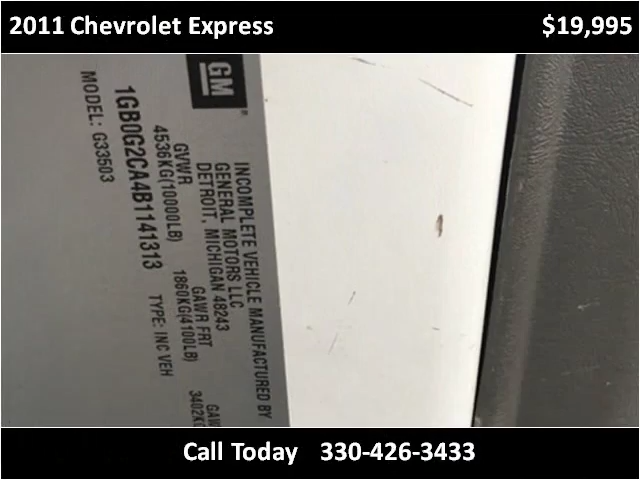 2011 Chevrolet Express
$19,995
GM
INCOMPLETE VEHICLE MANUFACTURED BY
GENERAL MOTORS LLC
DETROIT, MICHIGAN 48243
GVWR GAWR FRT
4536KG(10000LB) 1860KG(4100LB) 3402KG
1GB0G2CA4B1141313 TYPE: INC VEH
MODEL: G33503
Call Today 330-426-3433